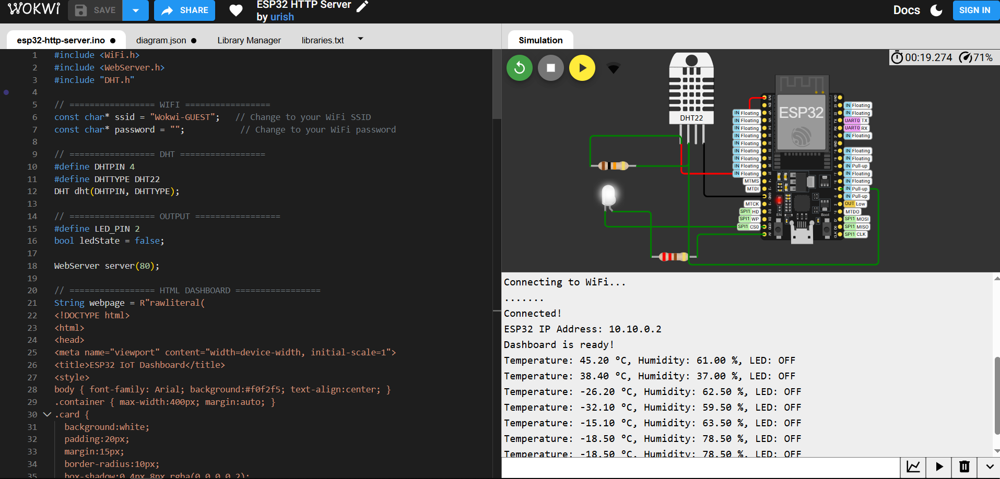 WOKWI
SAVE
SHARE
ESP32 HTTP Server
by urish
Docs
SIGN IN
esp32-http-server.ino
diagram.json
Library Manager
libraries.txt
1 #include <WiFi.h>
2 #include <WebServer.h>
3 #include "DHT.h"
4
5 // ================= WIFI =================
6 const char* ssid = "Wokwi-GUEST"; // Change to your WiFi SSID
7 const char* password = ""; // Change to your WiFi password
8
9 // ================= DHT =================
10 #define DHTPIN 4
11 #define DHTTYPE DHT22
12 DHT dht(DHTPIN, DHTTYPE);
13
14 // ================= OUTPUT =================
15 #define LED_PIN 2
16 bool ledState = false;
17
18 WebServer server(80);
19
20 // ================= HTML DASHBOARD =================
21 String webpage = R"rawliteral(
22 <!DOCTYPE html>
23 <html>
24 <head>
25 <meta name="viewport" content="width=device-width, initial-scale=1">
26 <title>ESP32 IoT Dashboard</title>
27 <style>
28 body { font-family: Arial; background:#f0f2f5; text-align:center; }
29 .container { max-width:400px; margin:auto; }
30 .card {
31 background:white;
32 padding:20px;
33 margin:15px;
34 border-radius:10px;
35 box-shadow:0 4px 8px rgba(0,0,0,0.2);
Simulation
00:19.274 71%
DHT22
ESP32
IN Floating
IN Floating
IN Floating
IN Floating
IN Floating
IN Floating
IN Floating
IN Floating
IN Floating
MTMS
MTDI
MTCK
SPI1 HD
SPI1 WP
SPI1 CS0
IN Floating
IN Floating
UART0 TX
UART0 RX
IN Floating
IN Floating
IN Floating
IN Pull-up
IN Floating
IN Floating
IN Pull-up
IN Pull-up
OUT Low
MTDO
SPI1 MOSI
SPI1 MISO
SPI1 CLK
EN
Boot
Connecting to WiFi...
.......
Connected!
ESP32 IP Address: 10.10.0.2
Dashboard is ready!
Temperature: 45.20 °C, Humidity: 61.00 %, LED: OFF
Temperature: 38.40 °C, Humidity: 37.00 %, LED: OFF
Temperature: -26.20 °C, Humidity: 62.50 %, LED: OFF
Temperature: -32.10 °C, Humidity: 59.50 %, LED: OFF
Temperature: -15.10 °C, Humidity: 63.50 %, LED: OFF
Temperature: -18.50 °C, Humidity: 78.50 %, LED: OFF
Temperature: -18.50 °C, Humidity: 78.50 %, LED: OFF